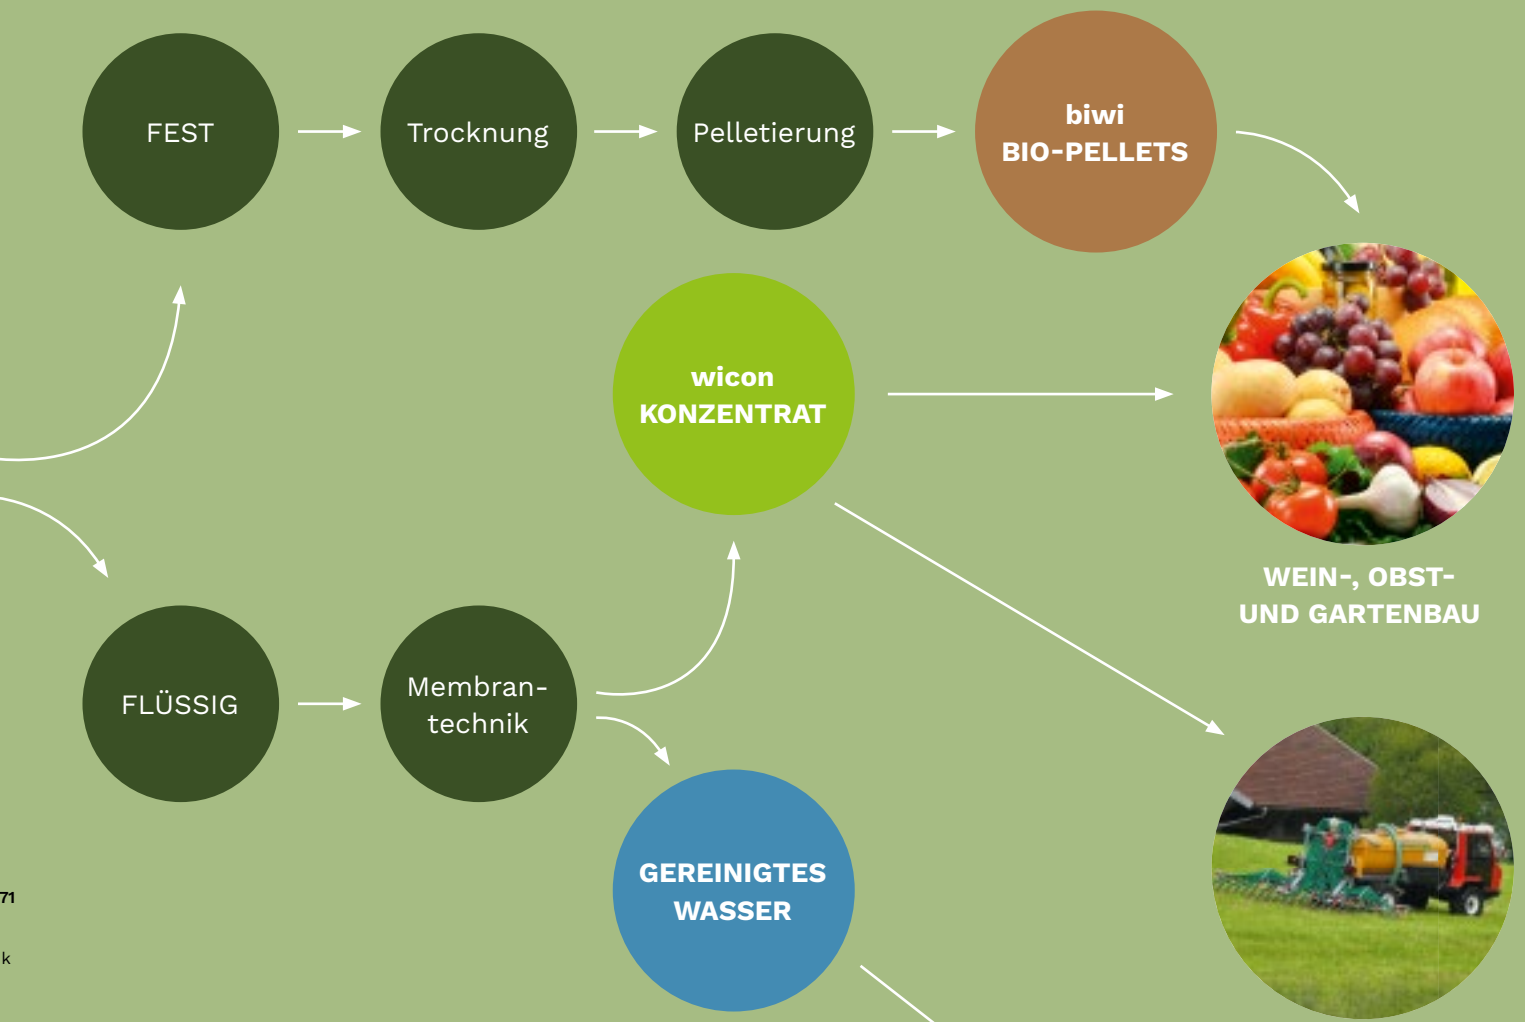 FEST
Trocknung
Pelletierung
biwi
BIO-PELLETS
wicon
KONZENTRAT
WEIN-, OBST-
UND GARTENBAU
FLÜSSIG
Membran-
technik
GEREINIGTES
WASSER
71
k